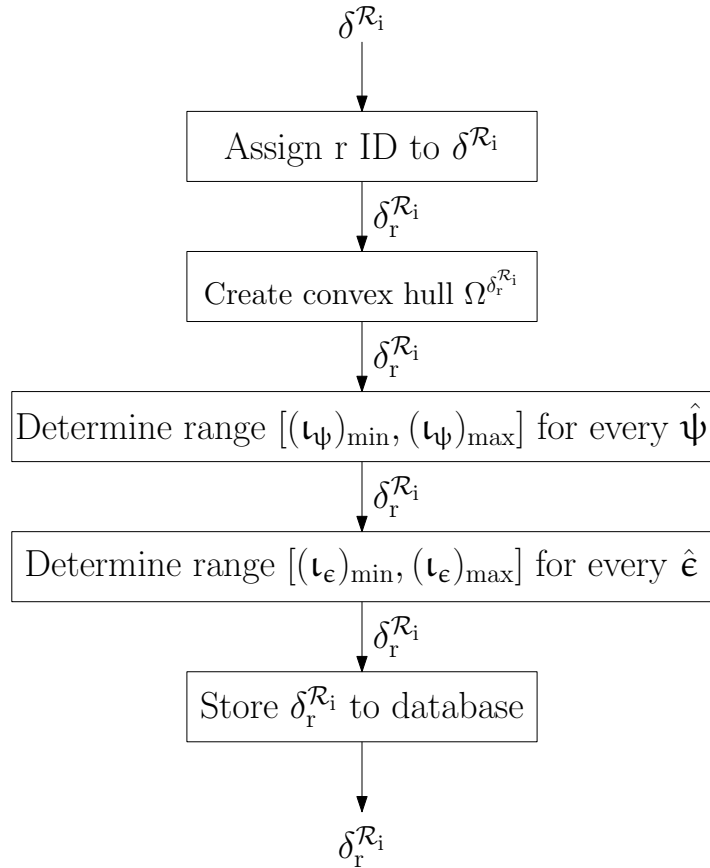 δ^{ℛ_i}
Assign r ID to δ^{ℛ_i}
δ_r^{ℛ_i}
Create convex hull Ω^{δ_r^{ℛ_i}}
δ_r^{ℛ_i}
Determine range [(ι_ψ)_min, (ι_ψ)_max] for every ψ̂
δ_r^{ℛ_i}
Determine range [(ι_ϵ)_min, (ι_ϵ)_max] for every ϵ̂
δ_r^{ℛ_i}
Store δ_r^{ℛ_i} to database
δ_r^{ℛ_i}